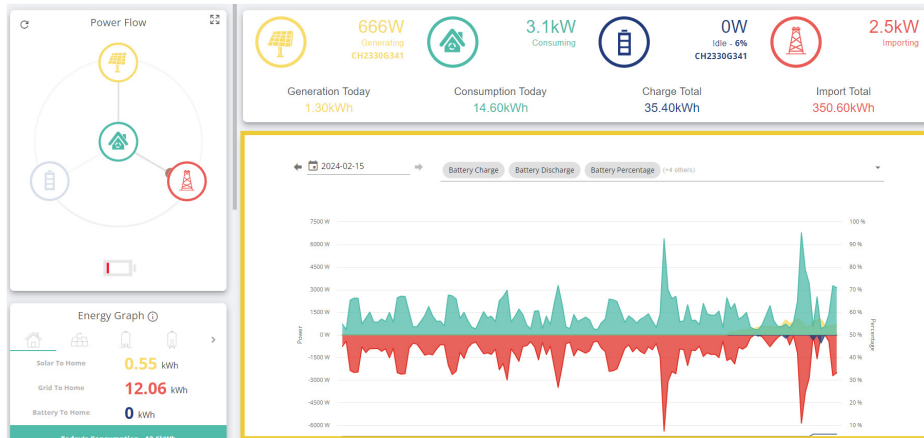 Power Flow
666W
Generating
CH2330G341
3.1kW
Consuming
0W
Idle - 6%
CH2330G341
2.5kW
Importing
Generation Today
1.30kWh
Consumption Today
14.60kWh
Charge Total
35.40kWh
Import Total
350.60kWh
2024-02-15
Battery Charge
Battery Discharge
Battery Percentage
(+4 others)
7500 W
6000 W
4500 W
3000 W
1500 W
0 W
-1500 W
-3000 W
-4500 W
-6000 W
Power
100 %
90 %
80 %
70 %
60 %
50 %
40 %
30 %
20 %
10 %
Percentage
Energy Graph
Solar To Home
0.55 kWh
Grid To Home
12.06 kWh
Battery To Home
0 kWh